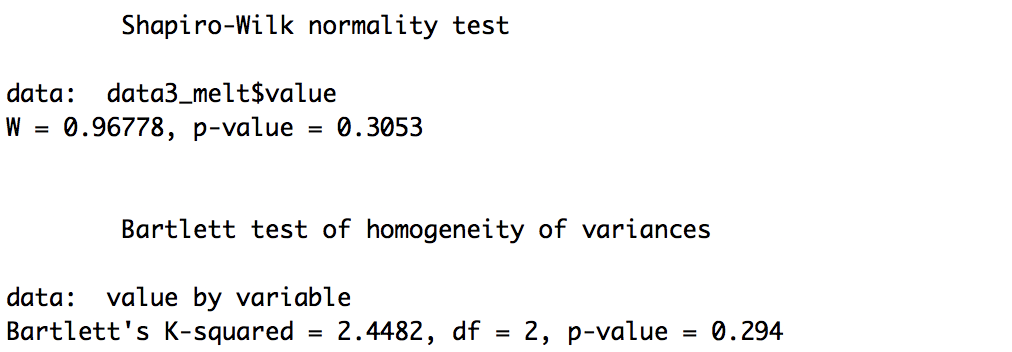 Shapiro-Wilk normality test
data:  data3_melt$value
W = 0.96778, p-value = 0.3053
Bartlett test of homogeneity of variances
data:  value by variable
Bartlett's K-squared = 2.4482, df = 2, p-value = 0.294